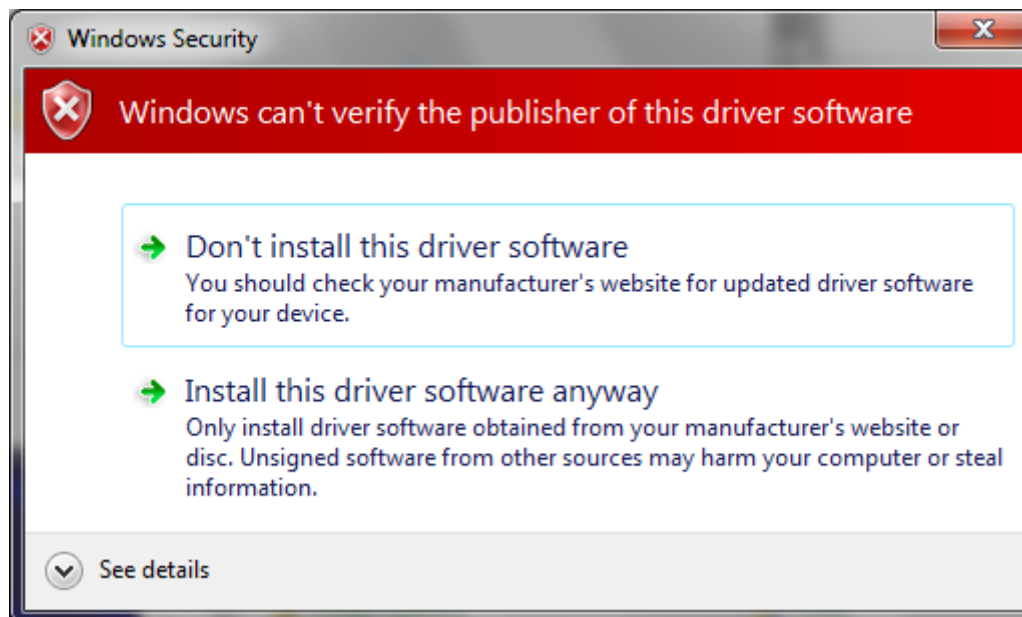 Windows Security
Windows can't verify the publisher of this driver software
Don't install this driver software
You should check your manufacturer's website for updated driver software
for your device.
Install this driver software anyway
Only install driver software obtained from your manufacturer's website or
disc. Unsigned software from other sources may harm your computer or steal
information.
See details